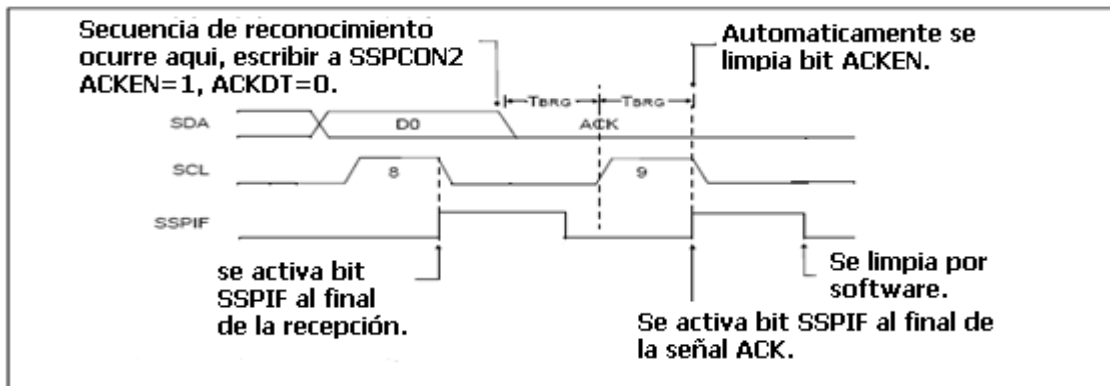 Secuencia de reconocimiento
ocurre aqui, escribir a SSPCON2
ACKEN=1, ACKDT=0.
Automaticamente se
limpia bit ACKEN.
TBRG
TBRG
SDA
D0
ACK
SCL
8
9
SSPIF
se activa bit
SSPIF al final
de la recepción.
Se limpia por
software.
Se activa bit SSPIF al final de
la señal ACK.